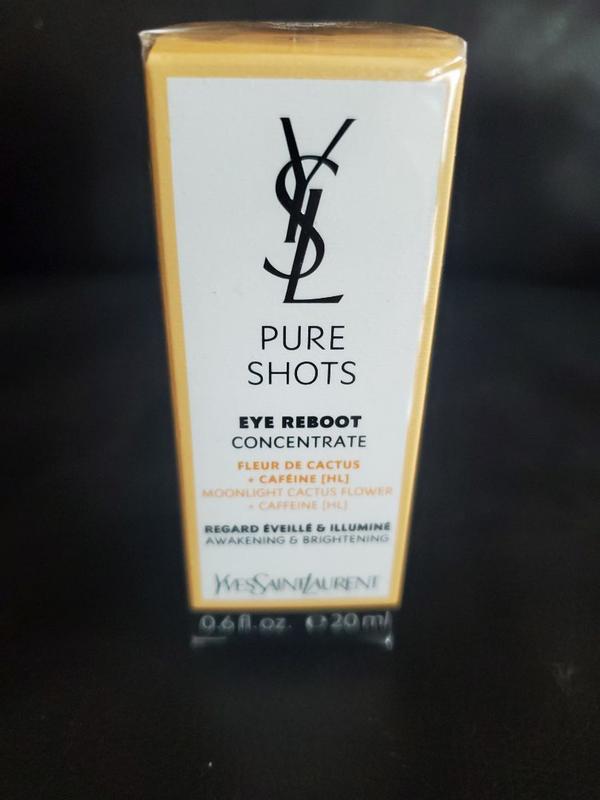 YSL
PURE
SHOTS
EYE REBOOT
CONCENTRATE
FLEUR DE CACTUS
+ CAFÉINE [HL]
MOONLIGHT CACTUS FLOWER
+ CAFFEINE [HL]
REGARD ÉVEILLÉ & ILLUMINÉ
AWAKENING & BRIGHTENING
YVESSAINTLAURENT
0.6 fl. oz. ℮ 20 ml